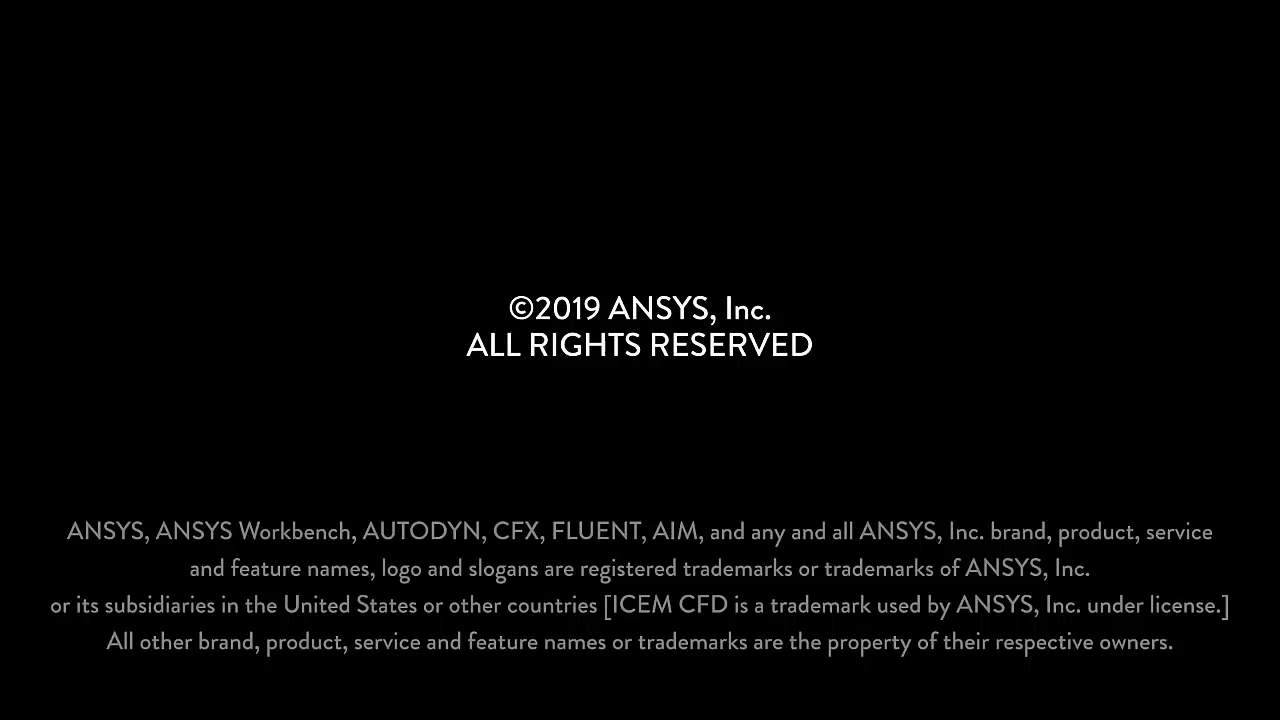 ©2019 ANSYS, Inc.
ALL RIGHTS RESERVED
ANSYS, ANSYS Workbench, AUTODYN, CFX, FLUENT, AIM, and any and all ANSYS, Inc. brand, product, service
and feature names, logo and slogans are registered trademarks or trademarks of ANSYS, Inc.
or its subsidiaries in the United States or other countries [ICEM CFD is a trademark used by ANSYS, Inc. under license.]
All other brand, product, service and feature names or trademarks are the property of their respective owners.